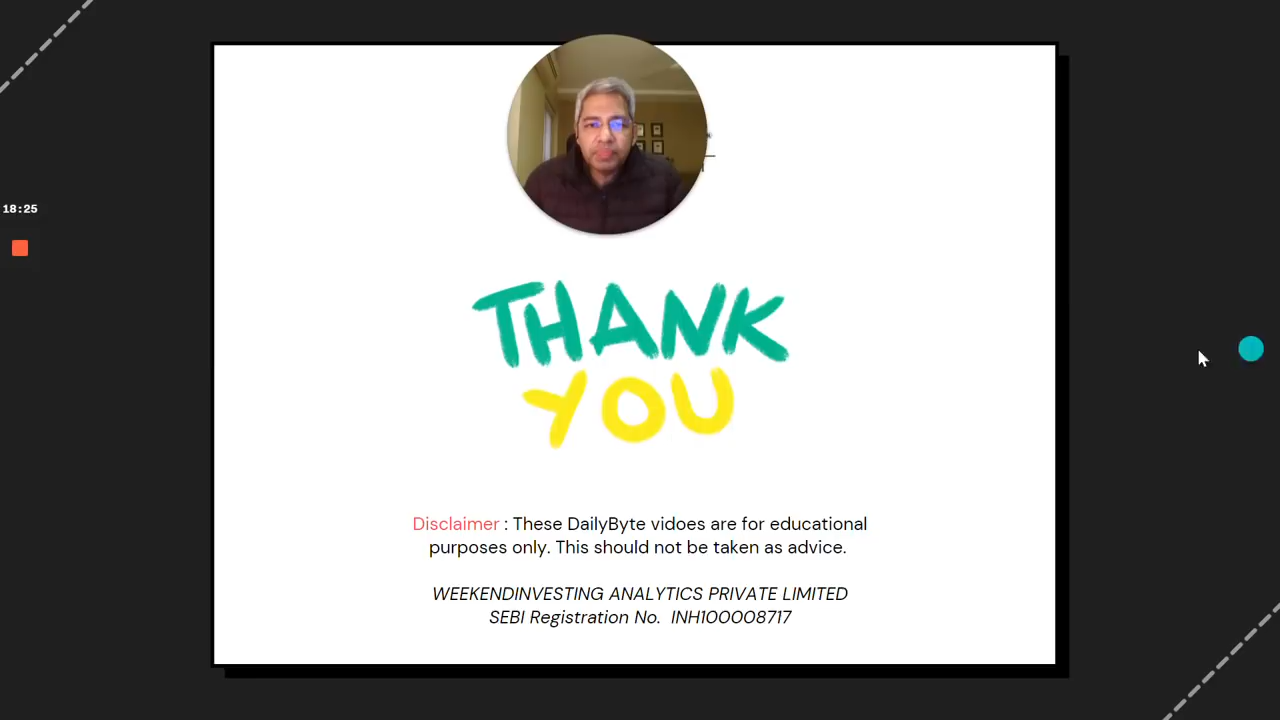 18:25
THANK
YOU
Disclaimer : These DailyByte vidoes are for educational
purposes only. This should not be taken as advice.
WEEKENDINVESTING ANALYTICS PRIVATE LIMITED
SEBI Registration No. INH100008717